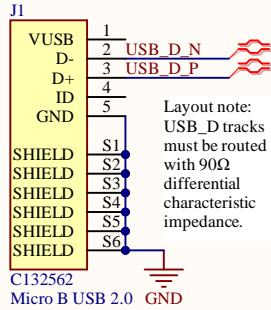 J1
VUSB 1
D- 2 USB_D_N
D+ 3 USB_D_P
ID 4
GND 5
Layout note:
USB_D tracks
must be routed
with 90Ω
differential
characteristic
impedance.
SHIELD S1
SHIELD S2
SHIELD S3
SHIELD S4
SHIELD S5
SHIELD S6
C132562
Micro B USB 2.0 GND